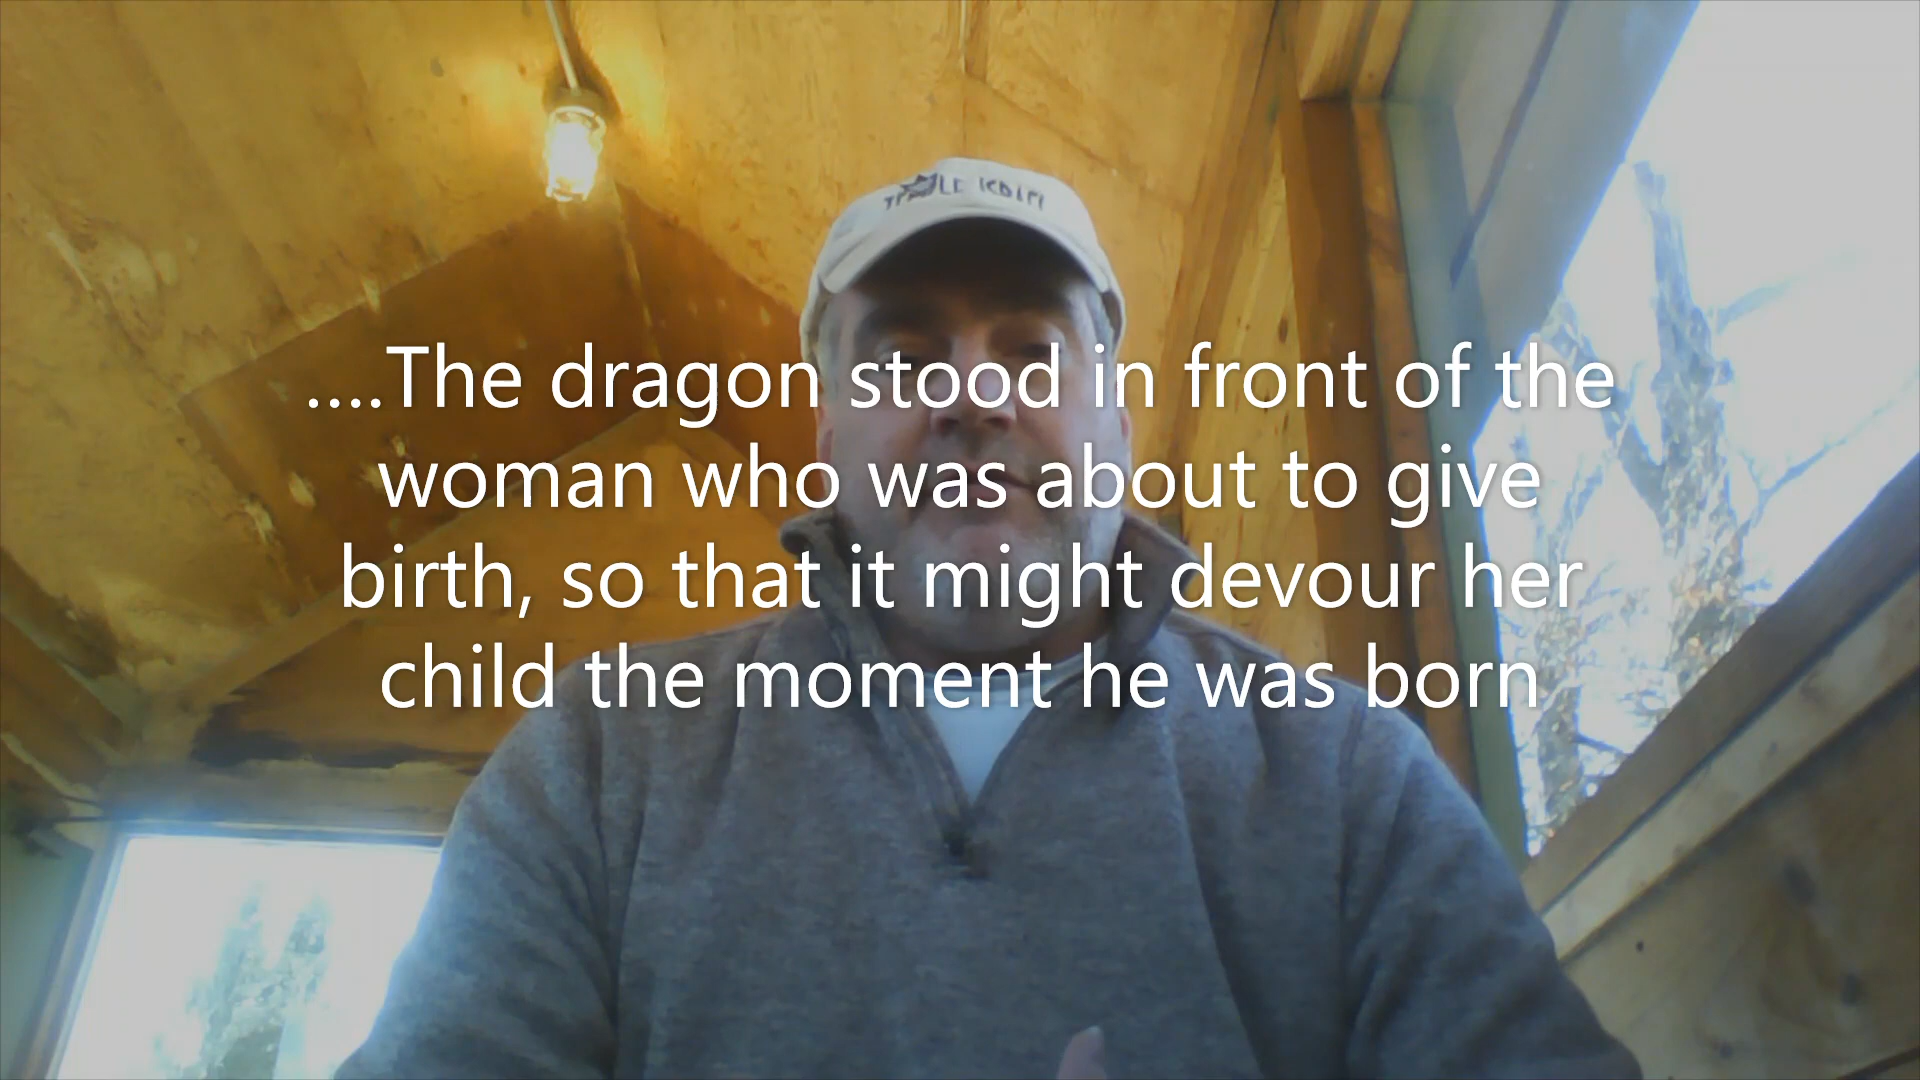 ....The dragon stood in front of the
woman who was about to give
birth, so that it might devour her
child the moment he was born